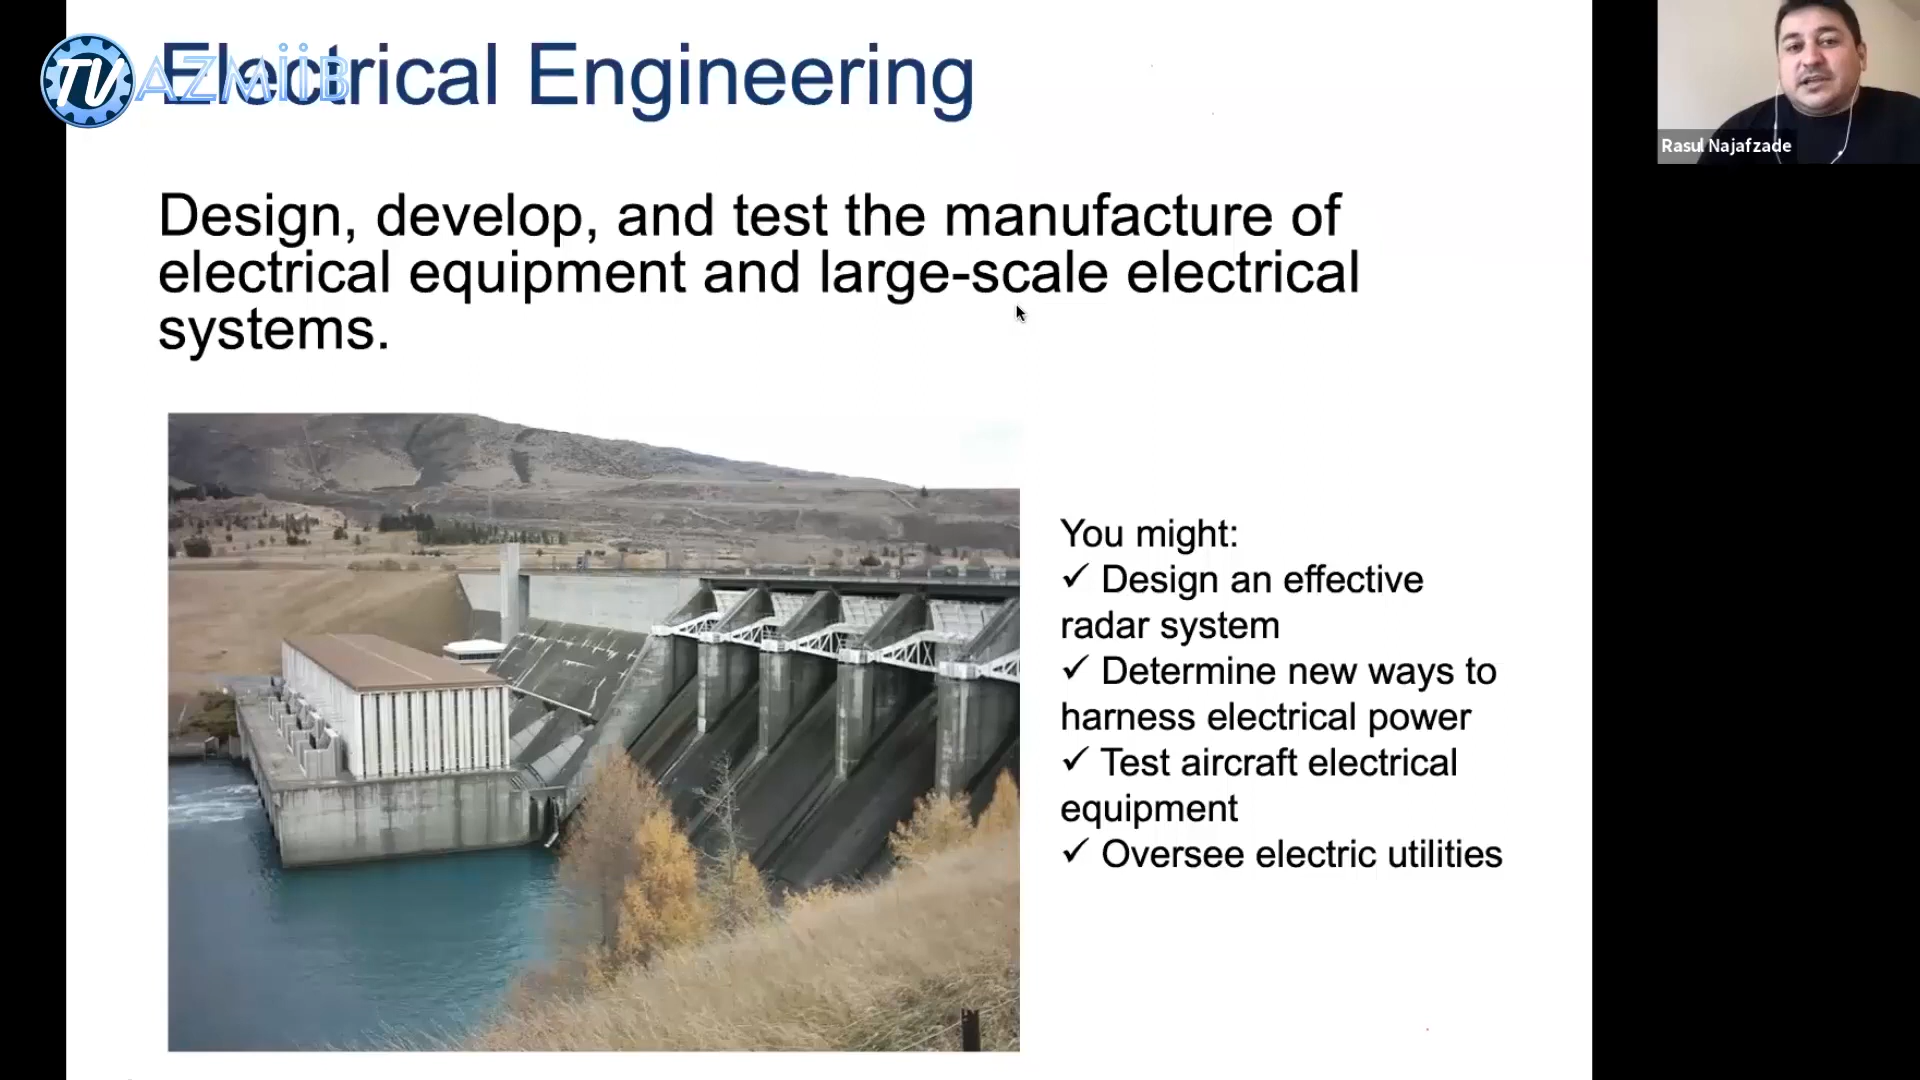 TV AZMİİB
Electrical Engineering
Rasul Najafzade
Design, develop, and test the manufacture of
electrical equipment and large-scale electrical
systems.
You might:
✓ Design an effective
radar system
✓ Determine new ways to
harness electrical power
✓ Test aircraft electrical
equipment
✓ Oversee electric utilities